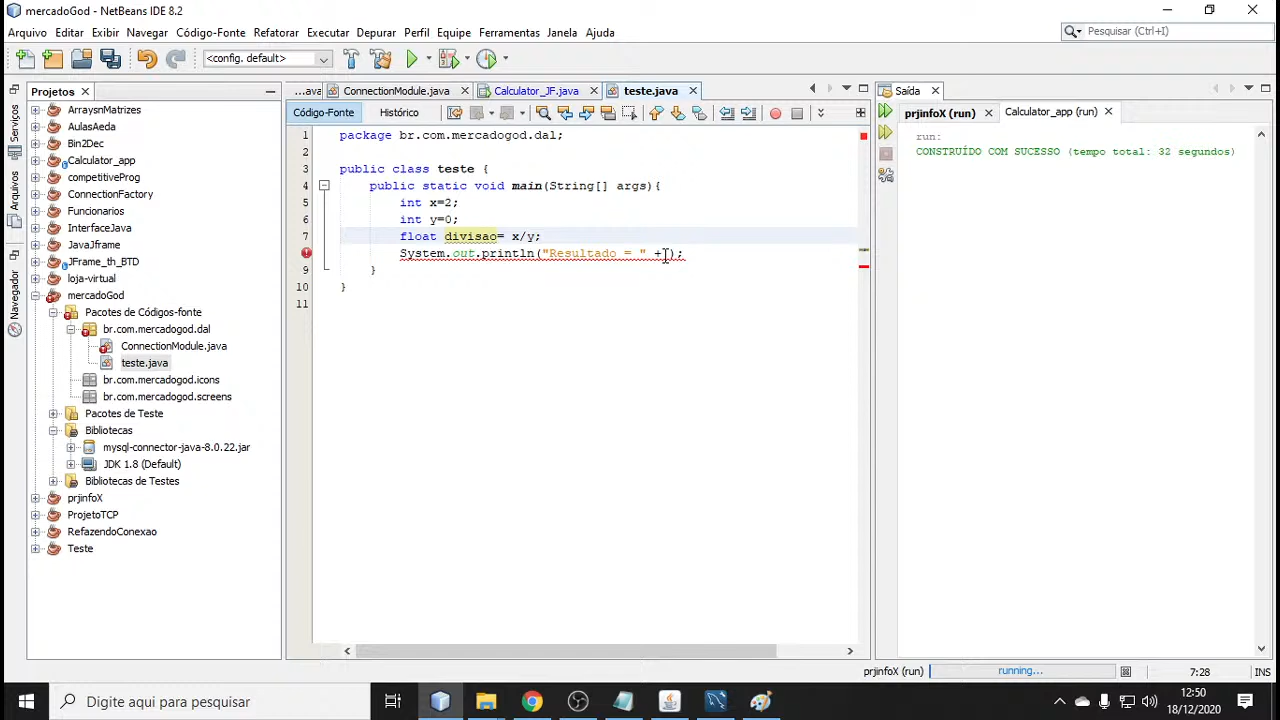 mercadoGod - NetBeans IDE 8.2
Arquivo Editar Exibir Navegar Código-Fonte Refatorar Executar Depurar Perfil Equipe Ferramentas Janela Ajuda
Pesquisar (Ctrl+I)
<config. default>
Projetos
...ava
ConnectionModule.java
Calculator_JF.java
teste.java
Saída
Código-Fonte
Histórico
prjinfoX (run)
Calculator_app (run)
Serviços
Arquivos
Navegador
ArraysnMatrizes
AulasAeda
Bin2Dec
Calculator_app
competitiveProg
ConnectionFactory
Funcionarios
InterfaceJava
JavaJframe
JFrame_th_BTD
loja-virtual
mercadoGod
Pacotes de Códigos-fonte
br.com.mercadogod.dal
ConnectionModule.java
teste.java
br.com.mercadogod.icons
br.com.mercadogod.screens
Pacotes de Teste
Bibliotecas
mysql-connector-java-8.0.22.jar
JDK 1.8 (Default)
Bibliotecas de Testes
prjinfoX
ProjetoTCP
RefazendoConexao
Teste
1 package br.com.mercadogod.dal;
2
3 public class teste {
4 public static void main(String[] args){
5 int x=2;
6 int y=0;
7 float divisao= x/y;
System.out.println("Resultado = " +);
9 }
10 }
11
run:
CONSTRUÍDO COM SUCESSO (tempo total: 32 segundos)
prjinfoX (run) running... 7:28 INS
Digite aqui para pesquisar
12:50
18/12/2020